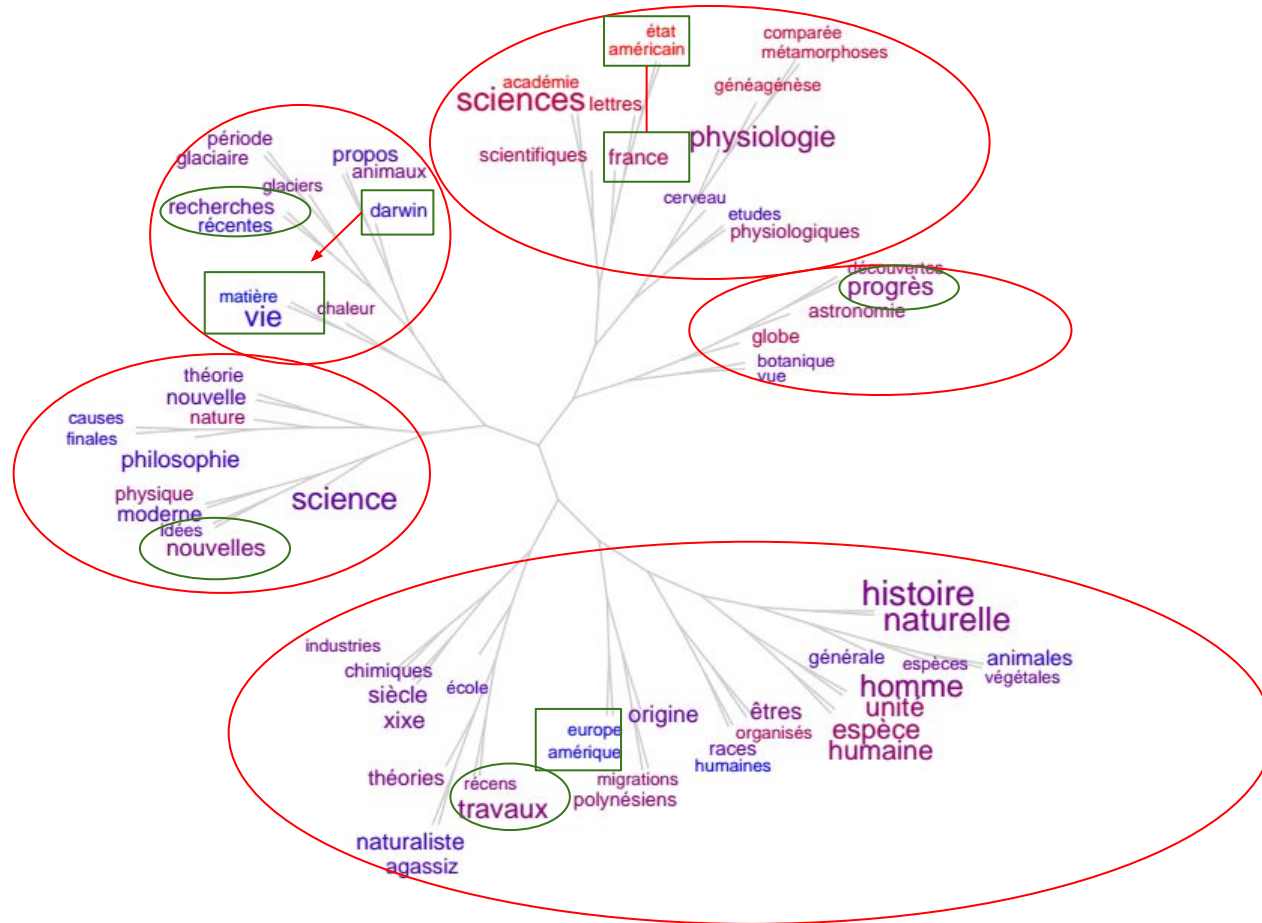 état
américain
comparée
métamorphoses
académie
sciences lettres
généagénèse
physiologie
scientifiques
france
cerveau
etudes
physiologiques
période
glaciaire
propos
animaux
glaciers
recherches
récentes
darwin
matière
vie
chaleur
découvertes
progrès
astronomie
globe
botanique
vue
théorie
nouvelle
causes
finales
nature
philosophie
physique
moderne
science
idées
nouvelles
histoire
naturelle
industries
chimiques
siècle
xixe
école
générale
espèces
animales
végétales
homme
unité
origine
êtres
organisés
espèce
humaine
europe
amérique
races
humaines
théories
récens
travaux
migrations
polynésiens
naturaliste
agassiz